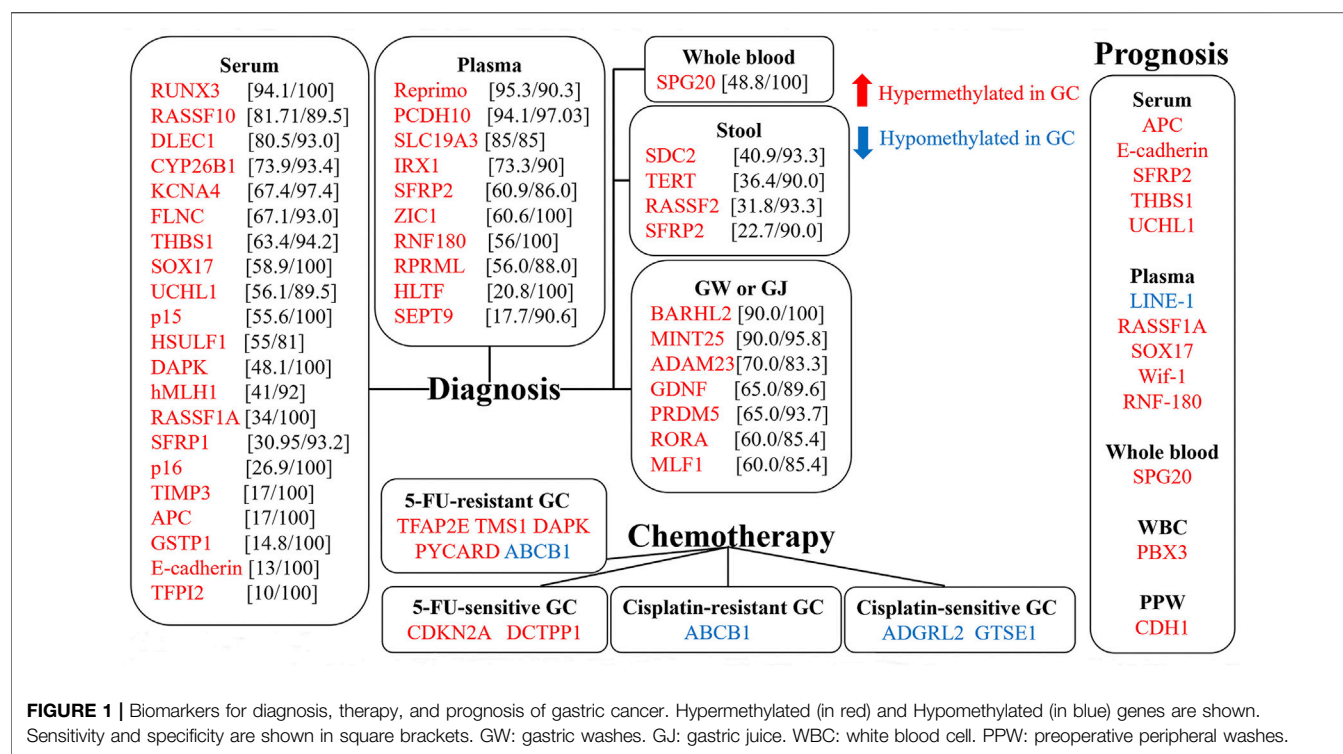 Serum
RUNX3 [94.1/100]
RASSF10 [81.71/89.5]
DLEC1 [80.5/93.0]
CYP26B1 [73.9/93.4]
KCNA4 [67.4/97.4]
FLNC [67.1/93.0]
THBS1 [63.4/94.2]
SOX17 [58.9/100]
UCHL1 [56.1/89.5]
p15 [55.6/100]
HSULF1 [55/81]
DAPK [48.1/100]
hMLH1 [41/92]
RASSF1A [34/100]
SFRP1 [30.95/93.2]
p16 [26.9/100]
TIMP3 [17/100]
APC [17/100]
GSTP1 [14.8/100]
E-cadherin [13/100]
TFPI2 [10/100]
Plasma
Reprimo [95.3/90.3]
PCDH10 [94.1/97.03]
SLC19A3 [85/85]
IRX1 [73.3/90]
SFRP2 [60.9/86.0]
ZIC1 [60.6/100]
RNF180 [56/100]
RPRML [56.0/88.0]
HLTF [20.8/100]
SEPT9 [17.7/90.6]
Diagnosis
Whole blood
SPG20 [48.8/100]
Stool
SDC2 [40.9/93.3]
TERT [36.4/90.0]
RASSF2 [31.8/93.3]
SFRP2 [22.7/90.0]
GW or GJ
BARHL2 [90.0/100]
MINT25 [90.0/95.8]
ADAM23 [70.0/83.3]
GDNF [65.0/89.6]
PRDM5 [65.0/93.7]
RORA [60.0/85.4]
MLF1 [60.0/85.4]
Hypermethylated in GC
Hypomethylated in GC
5-FU-resistant GC
TFAP2E TMS1 DAPK
PYCARD ABCB1
Chemotherapy
5-FU-sensitive GC
CDKN2A DCTPP1
Cisplatin-resistant GC
ABCB1
Cisplatin-sensitive GC
ADGRL2 GTSE1
Prognosis
Serum
APC
E-cadherin
SFRP2
THBS1
UCHL1
Plasma
LINE-1
RASSF1A
SOX17
Wif-1
RNF-180
Whole blood
SPG20
WBC
PBX3
PPW
CDH1
FIGURE 1 | Biomarkers for diagnosis, therapy, and prognosis of gastric cancer. Hypermethylated (in red) and Hypomethylated (in blue) genes are shown.
Sensitivity and specificity are shown in square brackets. GW: gastric washes. GJ: gastric juice. WBC: white blood cell. PPW: preoperative peripheral washes.